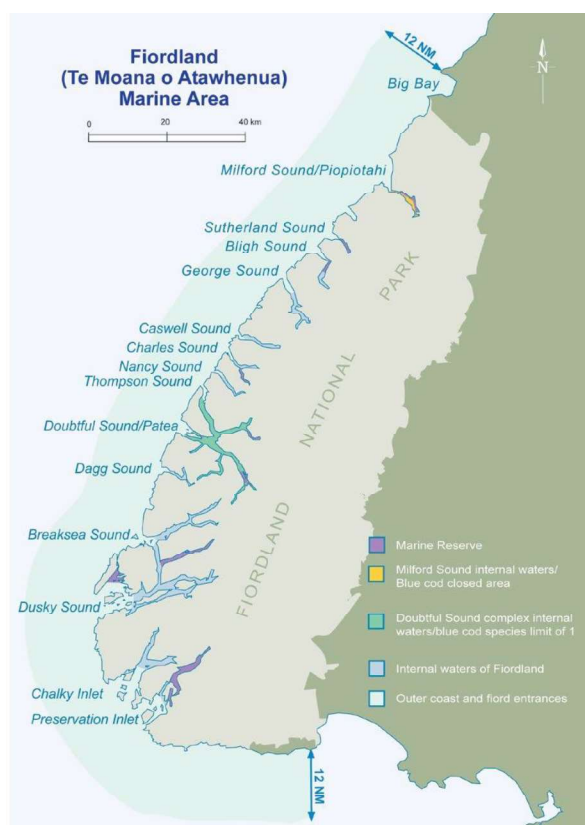 Fiordland
(Te Moana o Atawhenua)
Marine Area
0 20 40 km
12 NM
Big Bay
N
Milford Sound/Piopiotahi
Sutherland Sound
Bligh Sound
George Sound
Caswell Sound
Charles Sound
Nancy Sound
Thompson Sound
Doubtful Sound/Patea
Dagg Sound
Breaksea Sound
Dusky Sound
Chalky Inlet
Preservation Inlet
FIORDLAND NATIONAL PARK
Marine Reserve
Milford Sound internal waters/
Blue cod closed area
Doubtful Sound complex internal
waters/blue cod species limit of 1
Internal waters of Fiordland
Outer coast and fiord entrances
12 NM